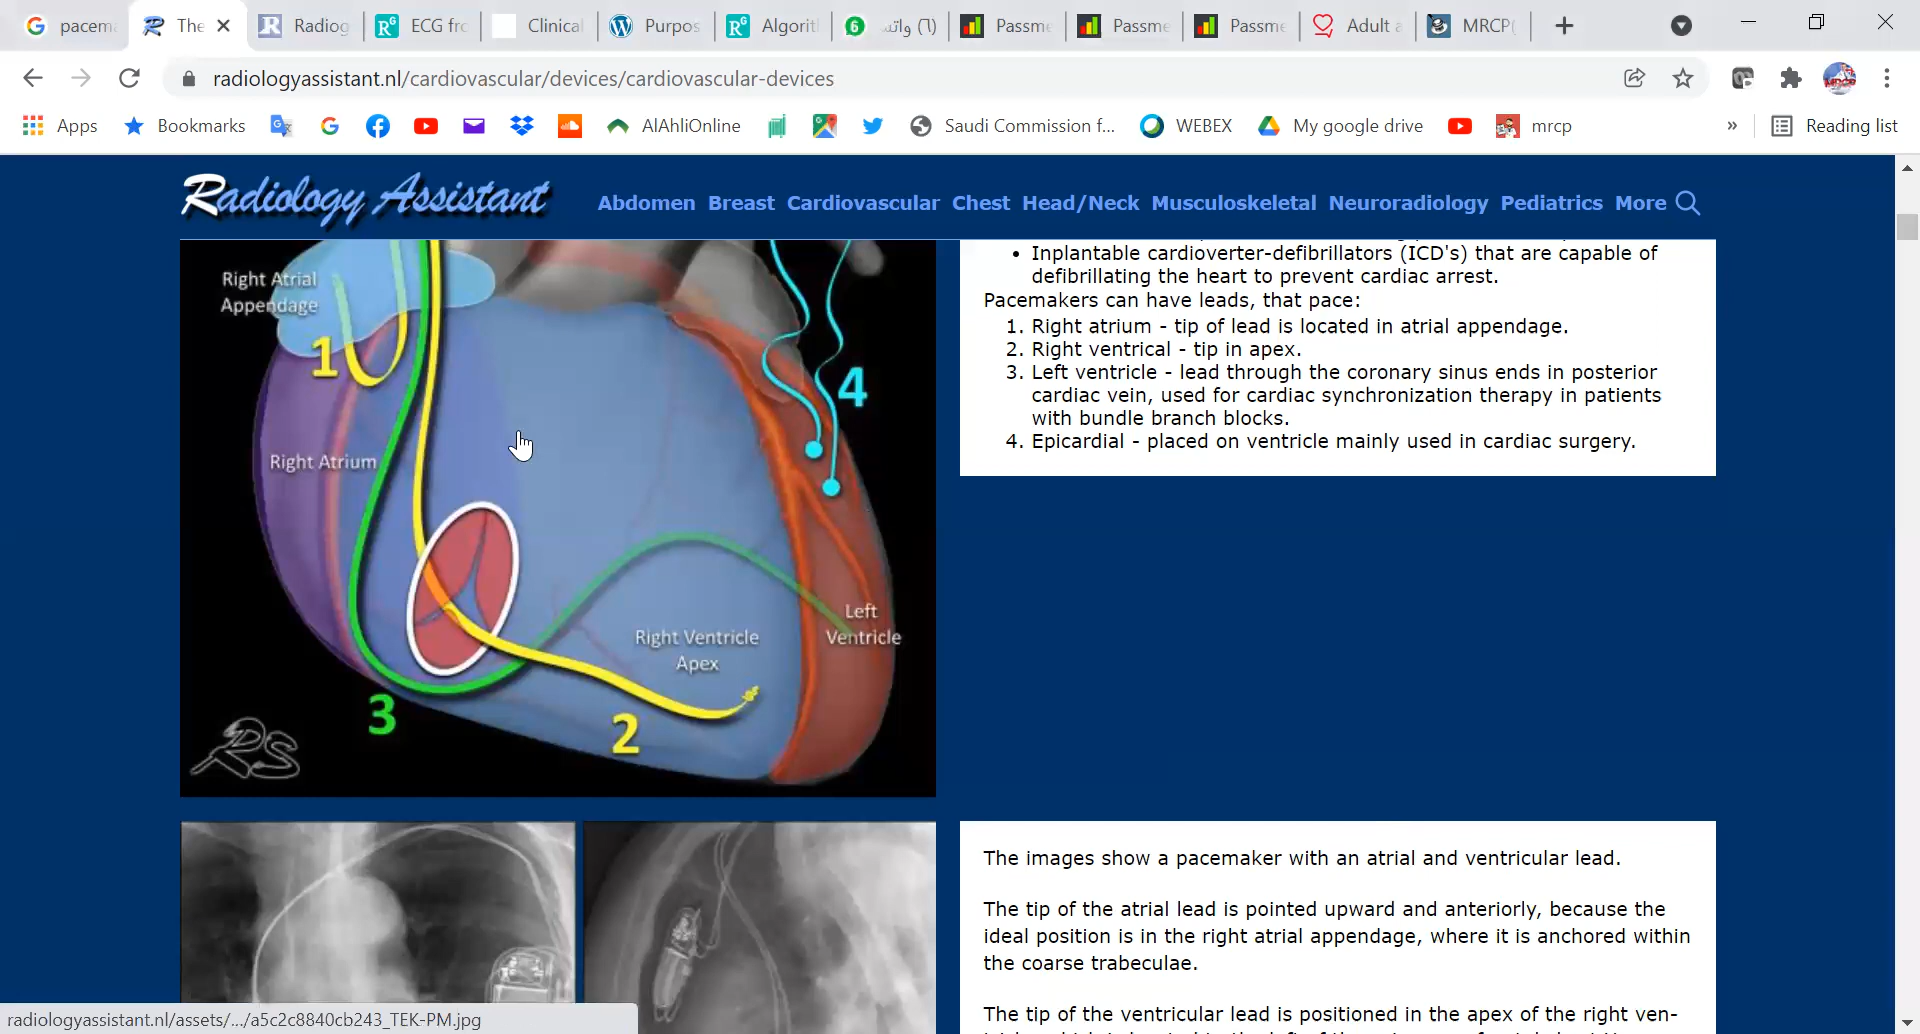 pacem
The
Radiog
ECG fro
Clinical
Purpos
Algorit
6
(٦) واتس
Passme
Passme
Passme
Adult a
MRCP(
radiologyassistant.nl/cardiovascular/devices/cardiovascular-devices
Apps
Bookmarks
AlAhliOnline
Saudi Commission f...
WEBEX
My google drive
mrcp
»
Reading list
Radiology Assistant
Abdomen Breast Cardiovascular Chest Head/Neck Musculoskeletal Neuroradiology Pediatrics More
Right Atrial
Appendage
1
4
Right Atrium
Left
Ventricle
Right Ventricle
Apex
3
2
RS
• Inplantable cardioverter-defibrillators (ICD's) that are capable of
defibrillating the heart to prevent cardiac arrest.
Pacemakers can have leads, that pace:
1. Right atrium - tip of lead is located in atrial appendage.
2. Right ventrical - tip in apex.
3. Left ventricle - lead through the coronary sinus ends in posterior
cardiac vein, used for cardiac synchronization therapy in patients
with bundle branch blocks.
4. Epicardial - placed on ventricle mainly used in cardiac surgery.
The images show a pacemaker with an atrial and ventricular lead.
The tip of the atrial lead is pointed upward and anteriorly, because the
ideal position is in the right atrial appendage, where it is anchored within
the coarse trabeculae.
The tip of the ventricular lead is positioned in the apex of the right ven-
radiologyassistant.nl/assets/.../a5c2c8840cb243_TEK-PM.jpg